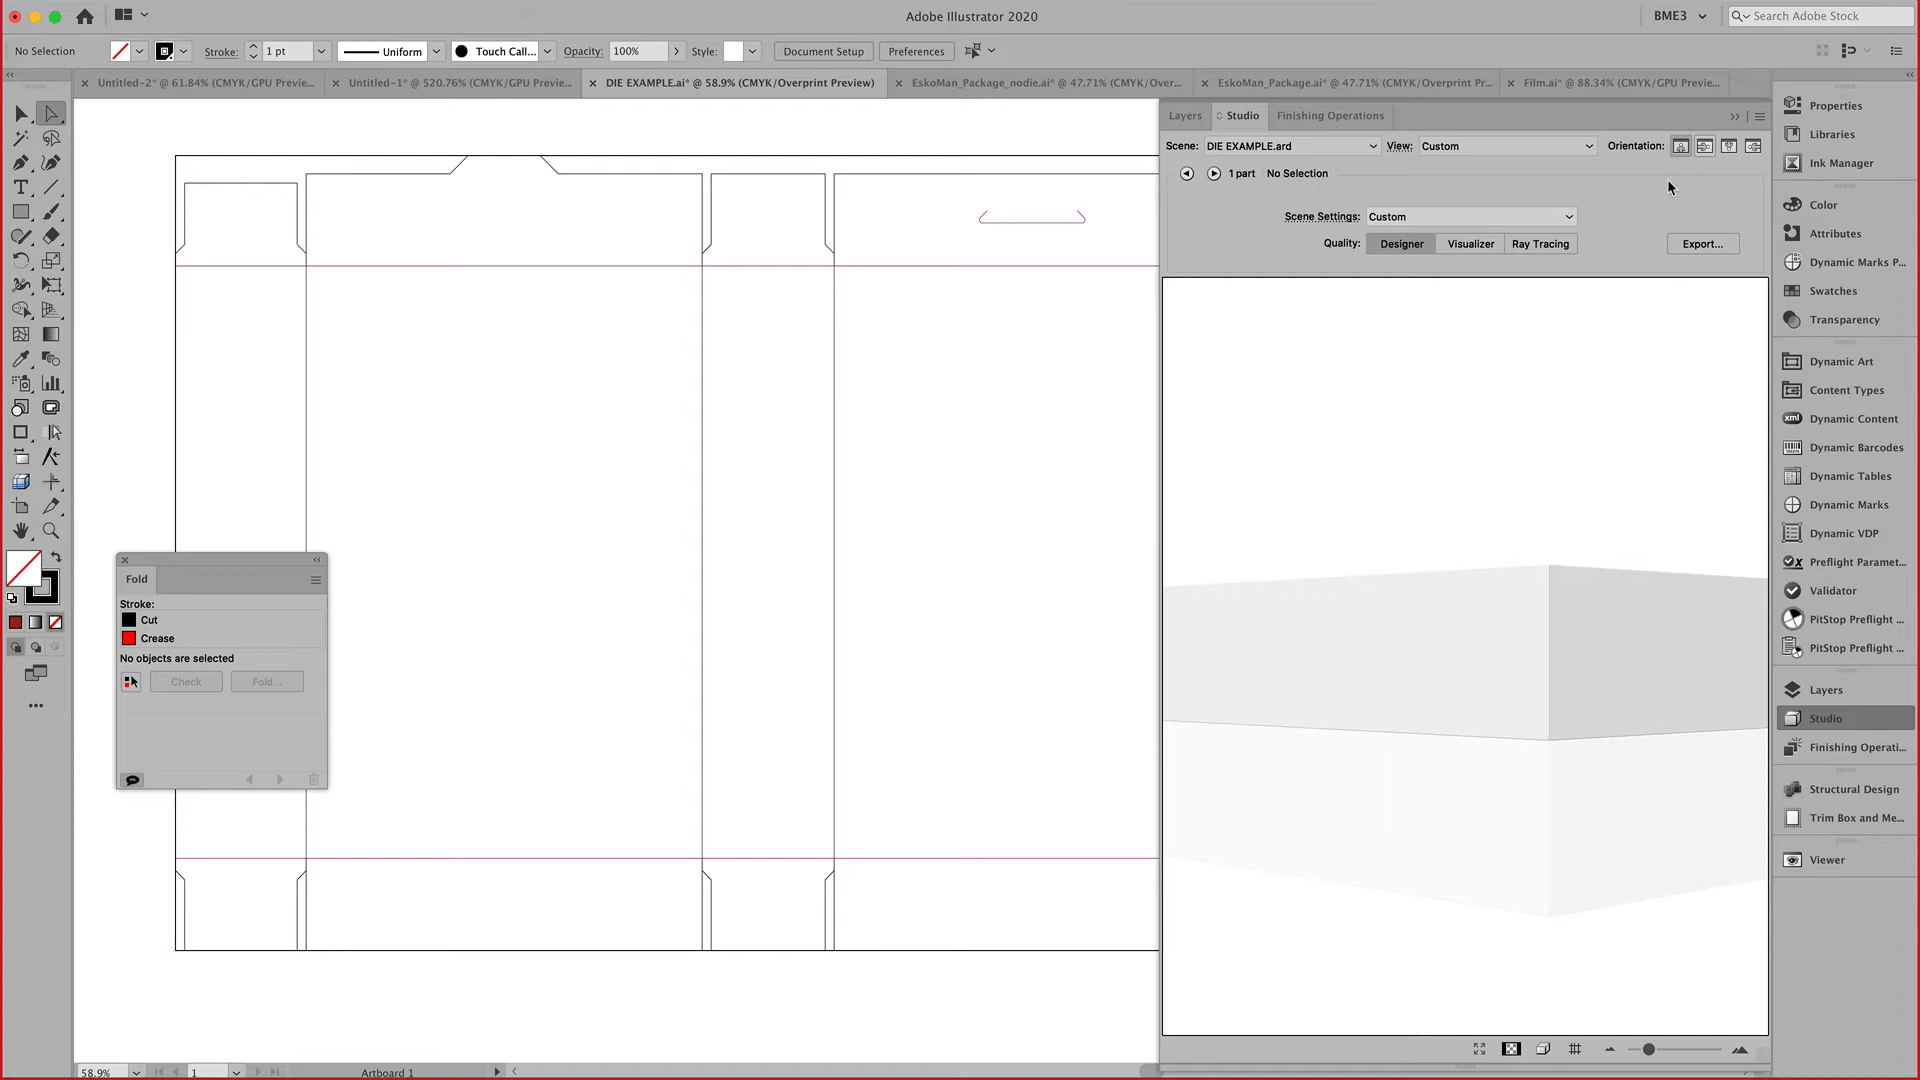 Adobe Illustrator 2020
BME3
Search Adobe Stock
No Selection
Stroke:
1 pt
Uniform
Touch Call...
Opacity:
100%
Style:
Document Setup
Preferences
Untitled-2* @ 61.84% (CMYK/GPU Previe...
Untitled-1* @ 520.76% (CMYK/GPU Previe...
DIE EXAMPLE.ai* @ 58.9% (CMYK/Overprint Preview)
EskoMan_Package_nodie.ai* @ 47.71% (CMYK/Over...
EskoMan_Package.ai* @ 47.71% (CMYK/Overprint Pr...
Film.ai* @ 88.34% (CMYK/GPU Previe...
Layers
Studio
Finishing Operations
Scene:
DIE EXAMPLE.ard
View:
Custom
Orientation:
1 part
No Selection
Scene Settings:
Custom
Quality:
Designer
Visualizer
Ray Tracing
Export...
Properties
Libraries
Ink Manager
Color
Attributes
Dynamic Marks P...
Swatches
Transparency
Dynamic Art
Content Types
xml
Dynamic Content
Dynamic Barcodes
Dynamic Tables
Dynamic Marks
Dynamic VDP
Preflight Paramet...
Validator
PitStop Preflight ...
PitStop Preflight ...
Layers
Studio
Finishing Operati...
Structural Design
Trim Box and Me...
Viewer
Fold
Stroke:
Cut
Crease
No objects are selected
Check
Fold...
58.9%
1
Artboard 1